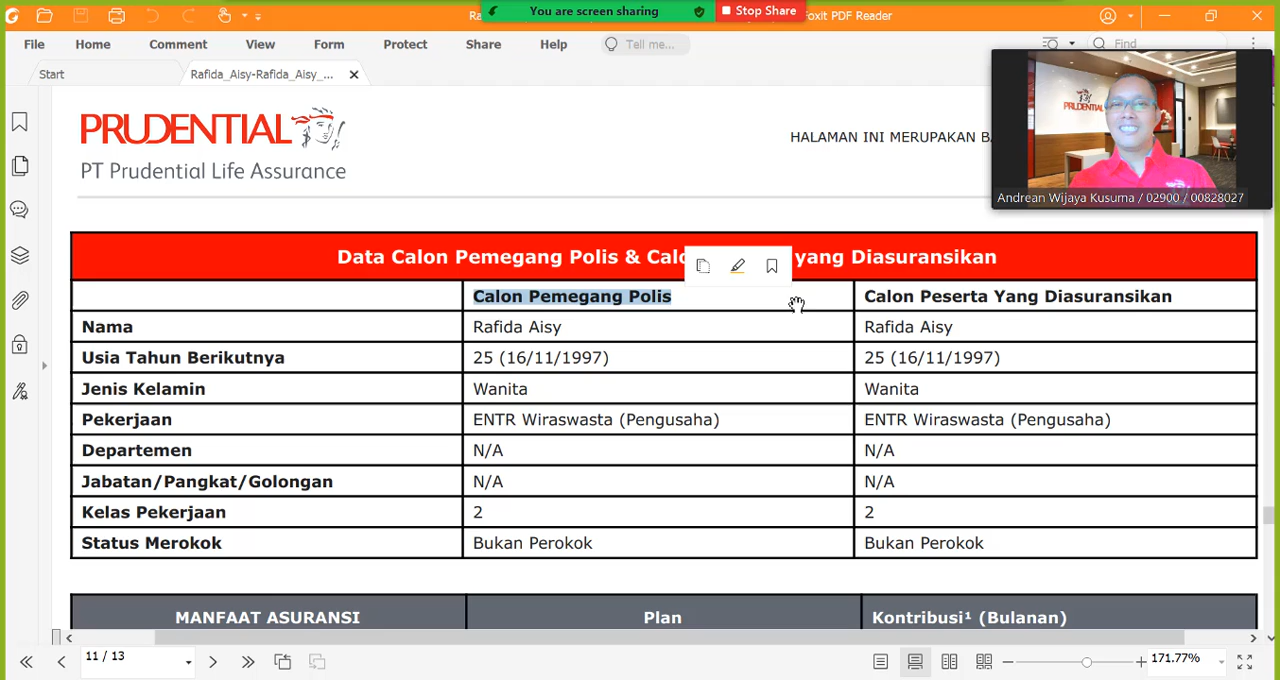 Ra
You are screen sharing
Stop Share
oxit PDF Reader
File Home Comment View Form Protect Share Help Tell me... Find
Start Rafida_Aisy-Rafida_Aisy_...
PRUDENTIAL
PT Prudential Life Assurance
HALAMAN INI MERUPAKAN BA
PRUDENTIAL
Andrean Wijaya Kusuma / 02900 / 00828027
Data Calon Pemegang Polis & Calo yang Diasuransikan
Calon Pemegang Polis Calon Peserta Yang Diasuransikan
Nama Rafida Aisy Rafida Aisy
Usia Tahun Berikutnya 25 (16/11/1997) 25 (16/11/1997)
Jenis Kelamin Wanita Wanita
Pekerjaan ENTR Wiraswasta (Pengusaha) ENTR Wiraswasta (Pengusaha)
Departemen N/A N/A
Jabatan/Pangkat/Golongan N/A N/A
Kelas Pekerjaan 2 2
Status Merokok Bukan Perokok Bukan Perokok
MANFAAT ASURANSI Plan Kontribusi¹ (Bulanan)
11 / 13 171.77%